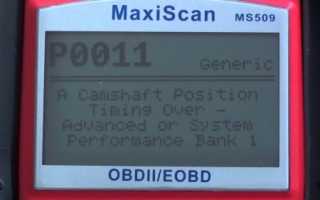 MaxiScan MS509
P0011 Generic
A Camshaft Position
Timing Over -
Advanced or System
Performance Bank 1
OBDII/EOBD